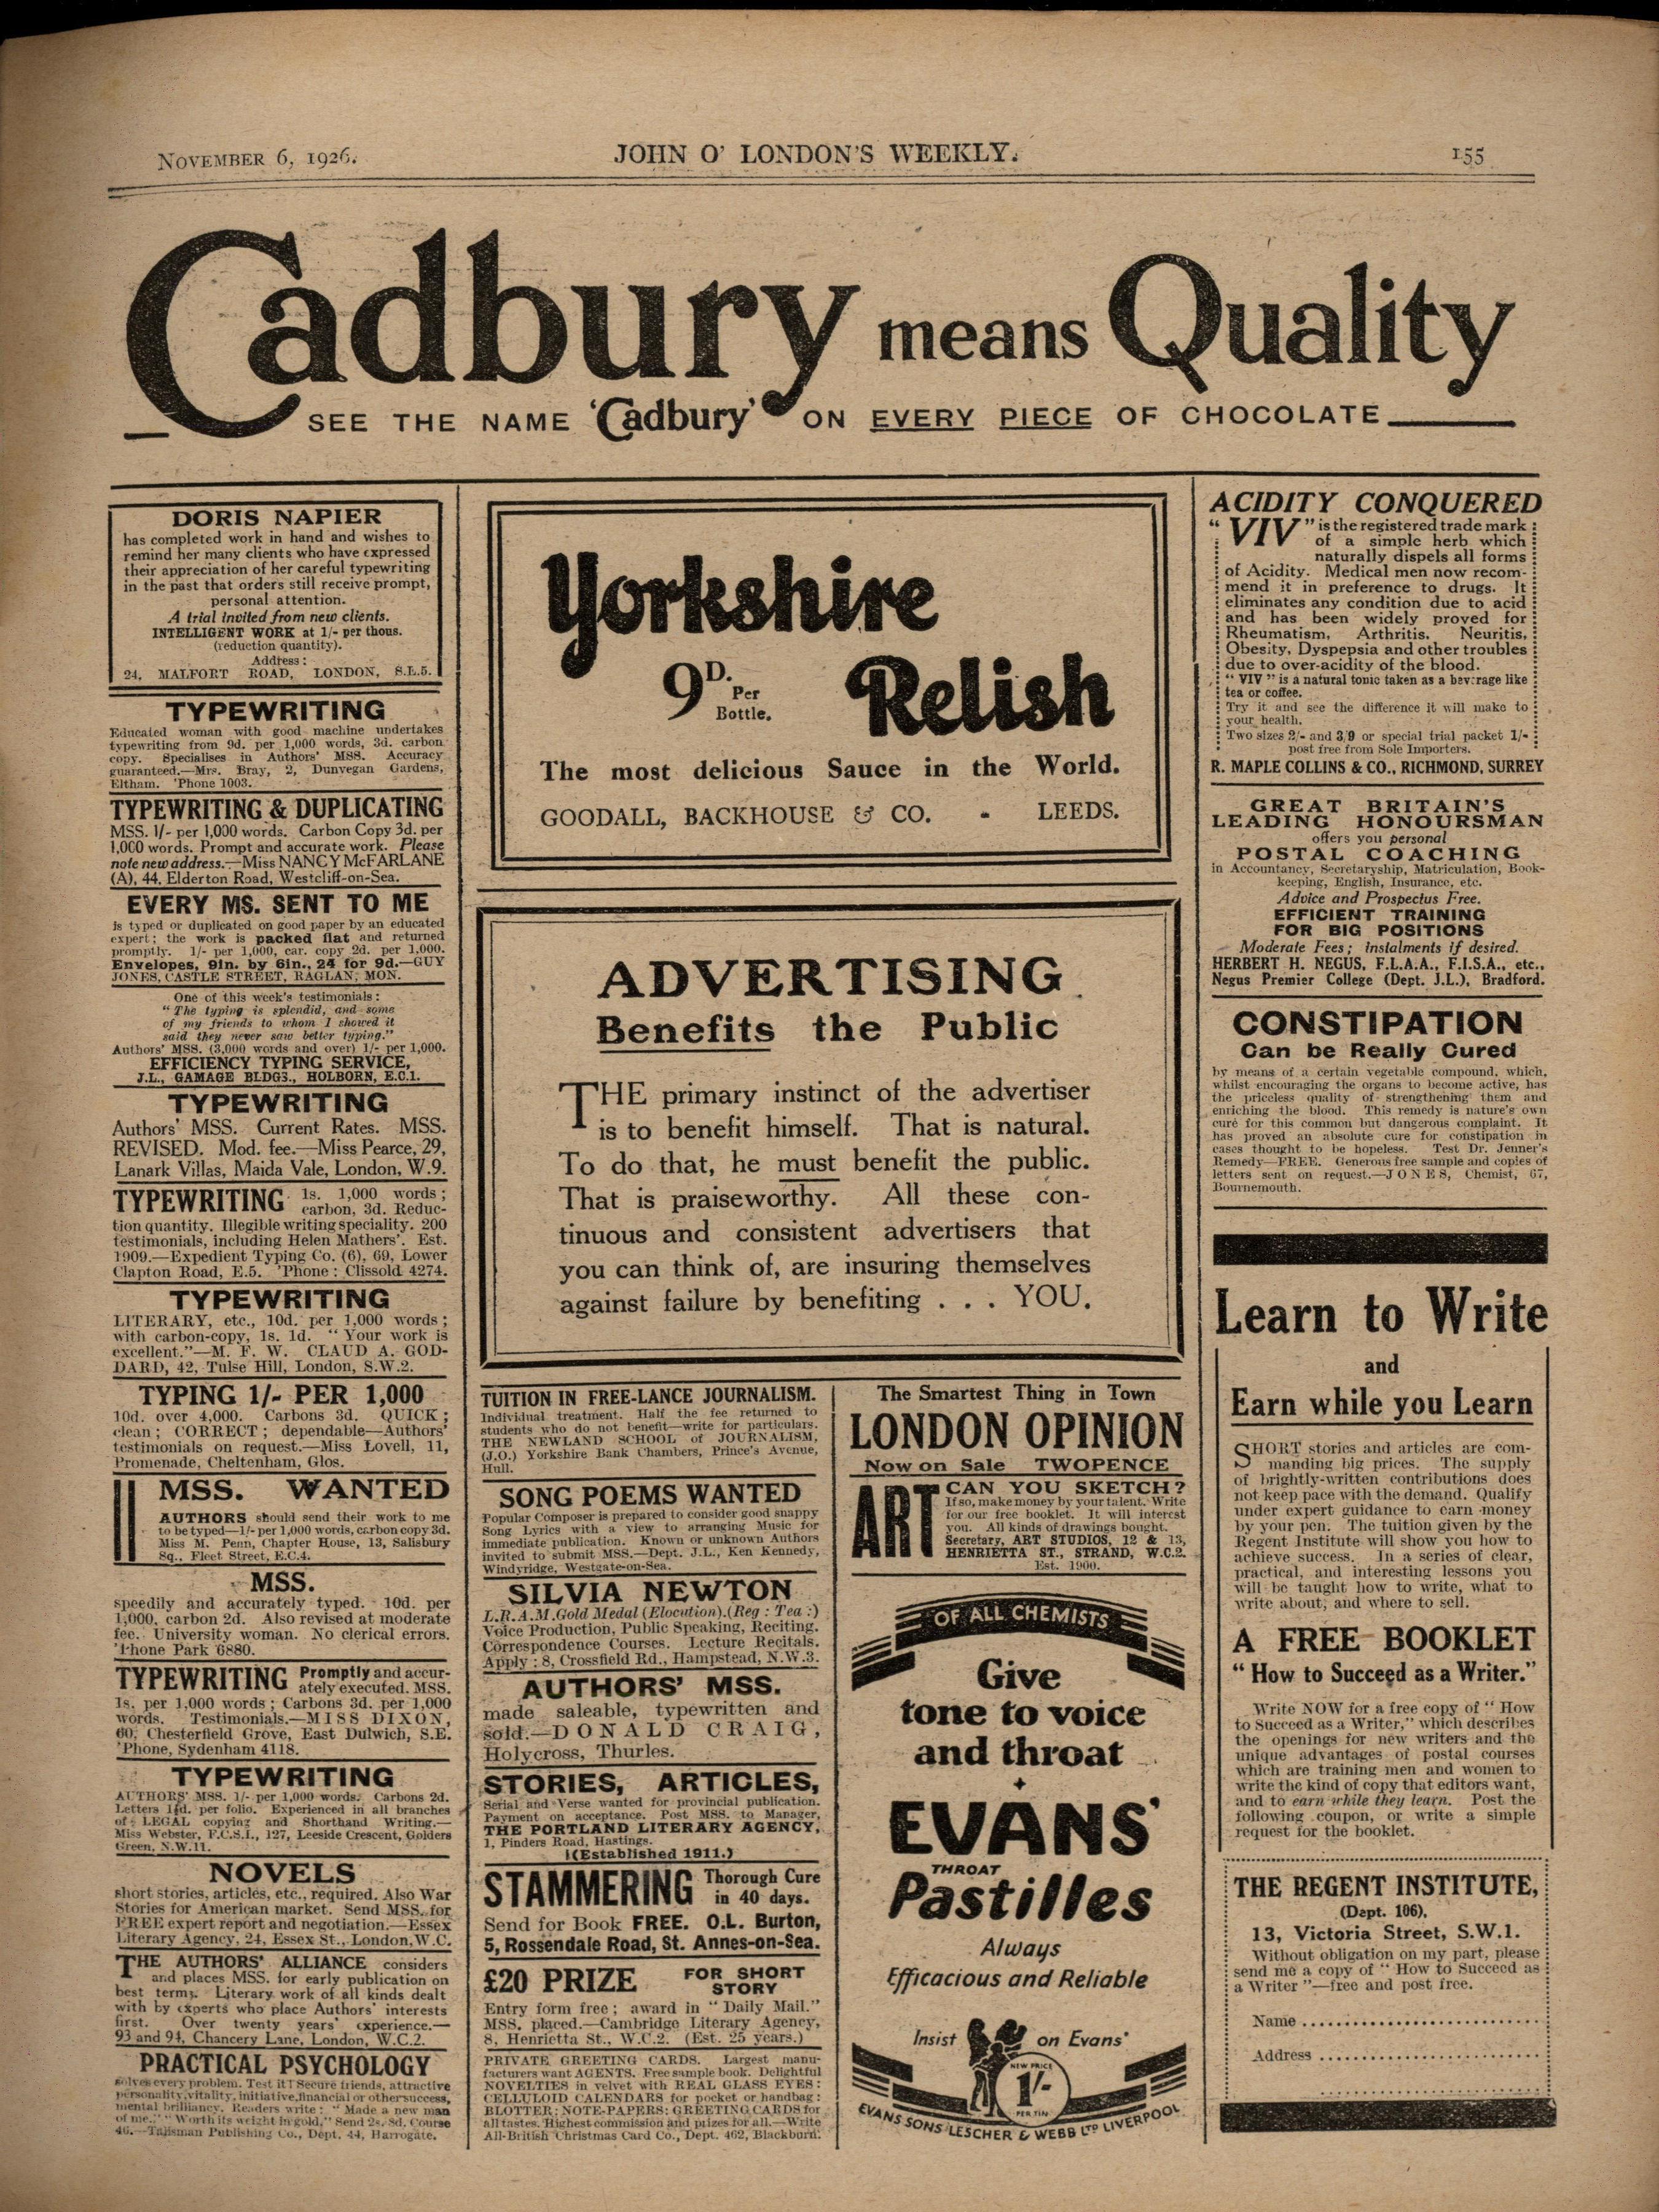 NOVEMBER 6, 1926.
JOHN O' LONDON'S WEEKLY.
155
Cadbury means Quality
SEE THE NAME 'Cadbury' ON EVERY PIECE OF CHOCOLATE
DORIS NAPIER
has completed work in hand and wishes to
remind her many clients who have expressed
their appreciation of her careful typewriting
in the past that orders still receive prompt,
personal attention.
A trial invited from new clients.
INTELLIGENT WORK at 1/- per thous.
(reduction quantity).
Address:
24, MALFORT ROAD, LONDON, S.E.5.
TYPEWRITING
Educated woman with good machine undertakes
typewriting from 9d. per 1,000 words, 3d. carbon
copy. Specialises in Authors' MSS. Accuracy
guaranteed.—Mrs. Bray, 2, Dunvegan Gardens,
Eltham. 'Phone 1003.
TYPEWRITING & DUPLICATING
MSS. 1/- per 1,000 words. Carbon Copy 3d. per
1,000 words. Prompt and accurate work. Please
note new address.—Miss NANCY McFARLANE
(A), 44, Elderton Road, Westcliff-on-Sea.
EVERY MS. SENT TO ME
is typed or duplicated on good paper by an educated
expert; the work is packed flat and returned
promptly. 1/- per 1,000, car. copy 2d. per 1,000.
Envelopes, 9in. by 6in., 24 for 9d.—GUY
JONES, CASTLE STREET, RAGLAN, MON.
One of this week's testimonials:
"The typing is splendid, and some
of my friends to whom I showed it
said they never saw better typing."
Authors' MSS. (3,000 words and over) 1/- per 1,000.
EFFICIENCY TYPING SERVICE,
J.L., GAMAGE BLDGS., HOLBORN, E.C.1.
TYPEWRITING
Authors' MSS. Current Rates. MSS.
REVISED. Mod. fee.—Miss Pearce, 29,
Lanark Villas, Maida Vale, London, W.9.
TYPEWRITING 1s. 1,000 words;
carbon, 3d. Reduc-
tion quantity. Illegible writing speciality. 200
testimonials, including Helen Mathers'. Est.
1909.—Expedient Typing Co. (6), 69, Lower
Clapton Road, E.5. 'Phone: Clissold 4274.
TYPEWRITING
LITERARY, etc., 10d. per 1,000 words;
with carbon-copy, 1s. 1d. "Your work is
excellent."—M. F. W. CLAUD A. GOD-
DARD, 42, Tulse Hill, London, S.W.2.
TYPING 1/- PER 1,000
10d. over 4,000. Carbons 3d. QUICK;
clean; CORRECT; dependable—Authors'
testimonials on request.—Miss Lovell, 11,
Promenade, Cheltenham, Glos.
MSS. WANTED
AUTHORS should send their work to me
to be typed—1/- per 1,000 words, carbon copy 3d.
Miss M. Penn, Chapter House, 13, Salisbury
Sq., Fleet Street, E.C.4.
MSS.
speedily and accurately typed. 10d. per
1,000, carbon 2d. Also revised at moderate
fee. University woman. No clerical errors.
'Phone Park 6880.
TYPEWRITING Promptly and accur-
ately executed. MSS.
1s. per 1,000 words; Carbons 3d. per 1,000
words. Testimonials.—MISS DIXON,
60, Chesterfield Grove, East Dulwich, S.E.
'Phone, Sydenham 4118.
TYPEWRITING
AUTHORS' MSS. 1/- per 1,000 words. Carbons 2d.
Letters 1½d. per folio. Experienced in all branches
of LEGAL copying and Shorthand Writing.—
Miss Webster, F.C.S.I., 127, Leeside Crescent, Golders
Green, N.W.11.
NOVELS
short stories, articles, etc., required. Also War
Stories for American market. Send MSS. for
FREE expert report and negotiation.—Essex
Literary Agency, 24, Essex St., London, W.C.
THE AUTHORS' ALLIANCE considers
and places MSS. for early publication on
best terms. Literary work of all kinds dealt
with by experts who place Authors' interests
first. Over twenty years' experience.—
93 and 94, Chancery Lane, London, W.C.2.
PRACTICAL PSYCHOLOGY
solves every problem. Test it! Secure friends, attractive
personality, vitality, initiative, financial or other success,
mental brilliancy. Readers write: "Made a new man
of me." "Worth its weight in gold." Send 2s. 8d. Course
46.—Talisman Publishing Co., Dept. 44, Harrogate.
Yorkshire
9D. Per
Bottle.
Relish
The most delicious Sauce in the World.
GOODALL, BACKHOUSE & CO. - LEEDS.
ADVERTISING
Benefits the Public
THE primary instinct of the advertiser
is to benefit himself. That is natural.
To do that, he must benefit the public.
That is praiseworthy. All these con-
tinuous and consistent advertisers that
you can think of, are insuring themselves
against failure by benefiting . . . YOU.
TUITION IN FREE-LANCE JOURNALISM.
Individual treatment. Half the fee returned to
students who do not benefit—write for particulars.
THE NEWLAND SCHOOL of JOURNALISM,
(J.O.) Yorkshire Bank Chambers, Prince's Avenue,
Hull.
SONG POEMS WANTED
Popular Composer is prepared to consider good snappy
Song Lyrics with a view to arranging Music for
immediate publication. Known or unknown Authors
invited to submit MSS.—Dept. J.L., Ken Kennedy,
Windyridge, Westgate-on-Sea.
SILVIA NEWTON
L.R.A.M. Gold Medal (Elocution). (Reg: Tea:)
Voice Production, Public Speaking, Reciting.
Correspondence Courses. Lecture Recitals.
Apply: 8, Crossfield Rd., Hampstead, N.W.3.
AUTHORS' MSS.
made saleable, typewritten and
sold.—DONALD CRAIG,
Holycross, Thurles.
STORIES, ARTICLES,
Serial and Verse wanted for provincial publication.
Payment on acceptance. Post MSS. to Manager,
THE PORTLAND LITERARY AGENCY,
1, Pinders Road, Hastings.
(Established 1911.)
STAMMERING Thorough Cure
in 40 days.
Send for Book FREE. O.L. Burton,
5, Rossendale Road, St. Annes-on-Sea.
£20 PRIZE FOR SHORT
STORY
Entry form free; award in "Daily Mail."
MSS. placed.—Cambridge Literary Agency,
8, Henrietta St., W.C.2. (Est. 25 years.)
PRIVATE GREETING CARDS. Largest manu-
facturers want AGENTS. Free sample book. Delightful
NOVELTIES in velvet with REAL GLASS EYES:
CELLULOID CALENDARS for pocket or handbag:
BLOTTER: NOTE-PAPERS: GREETING CARDS for
all tastes. Highest commission and prizes for all.—Write
All-British Christmas Card Co., Dept. 462, Blackburn.
The Smartest Thing in Town
LONDON OPINION
Now on Sale TWOPENCE
ART CAN YOU SKETCH?
If so, make money by your talent. Write
for our free booklet. It will interest
you. All kinds of drawings bought.
Secretary, ART STUDIOS, 12 & 13,
HENRIETTA ST., STRAND, W.C.2.
Est. 1900.
OF ALL CHEMISTS
Give
tone to voice
and throat
EVANS'
THROAT
Pastilles
Always
Efficacious and Reliable
Insist on Evans'
NEW PRICE
1/-
PER TIN
EVANS SONS LESCHER & WEBB LTD LIVERPOOL
ACIDITY CONQUERED
"VIV" is the registered trade mark
of a simple herb which
naturally dispels all forms
of Acidity. Medical men now recom-
mend it in preference to drugs. It
eliminates any condition due to acid
and has been widely proved for
Rheumatism, Arthritis, Neuritis,
Obesity, Dyspepsia and other troubles
due to over-acidity of the blood.
"VIV" is a natural tonic taken as a beverage like
tea or coffee.
Try it and see the difference it will make to
your health.
Two sizes 2/- and 3/9 or special trial packet 1/-
post free from Sole Importers.
R. MAPLE COLLINS & CO., RICHMOND, SURREY
GREAT BRITAIN'S
LEADING HONOURSMAN
offers you personal
POSTAL COACHING
in Accountancy, Secretaryship, Matriculation, Book-
keeping, English, Insurance, etc.
Advice and Prospectus Free.
EFFICIENT TRAINING
FOR BIG POSITIONS
Moderate Fees; instalments if desired.
HERBERT H. NEGUS, F.L.A.A., F.I.S.A., etc.,
Negus Premier College (Dept. J.L.), Bradford.
CONSTIPATION
Can be Really Cured
by means of a certain vegetable compound, which,
whilst encouraging the organs to become active, has
the priceless quality of strengthening them and
enriching the blood. This remedy is nature's own
cure for this common but dangerous complaint. It
has proved an absolute cure for constipation in
cases thought to be hopeless. Test Dr. Jenner's
Remedy—FREE. Generous free sample and copies of
letters sent on request.—JONES, Chemist, 67,
Bournemouth.
Learn to Write
and
Earn while you Learn
SHORT stories and articles are com-
manding big prices. The supply
of brightly-written contributions does
not keep pace with the demand. Qualify
under expert guidance to earn money
by your pen. The tuition given by the
Regent Institute will show you how to
achieve success. In a series of clear,
practical, and interesting lessons you
will be taught how to write, what to
write about, and where to sell.
A FREE BOOKLET
"How to Succeed as a Writer."
Write NOW for a free copy of "How
to Succeed as a Writer," which describes
the openings for new writers and the
unique advantages of postal courses
which are training men and women to
write the kind of copy that editors want,
and to earn while they learn. Post the
following coupon, or write a simple
request for the booklet.
THE REGENT INSTITUTE,
(Dept. 106),
13, Victoria Street, S.W.1.
Without obligation on my part, please
send me a copy of "How to Succeed as
a Writer"—free and post free.
Name
Address